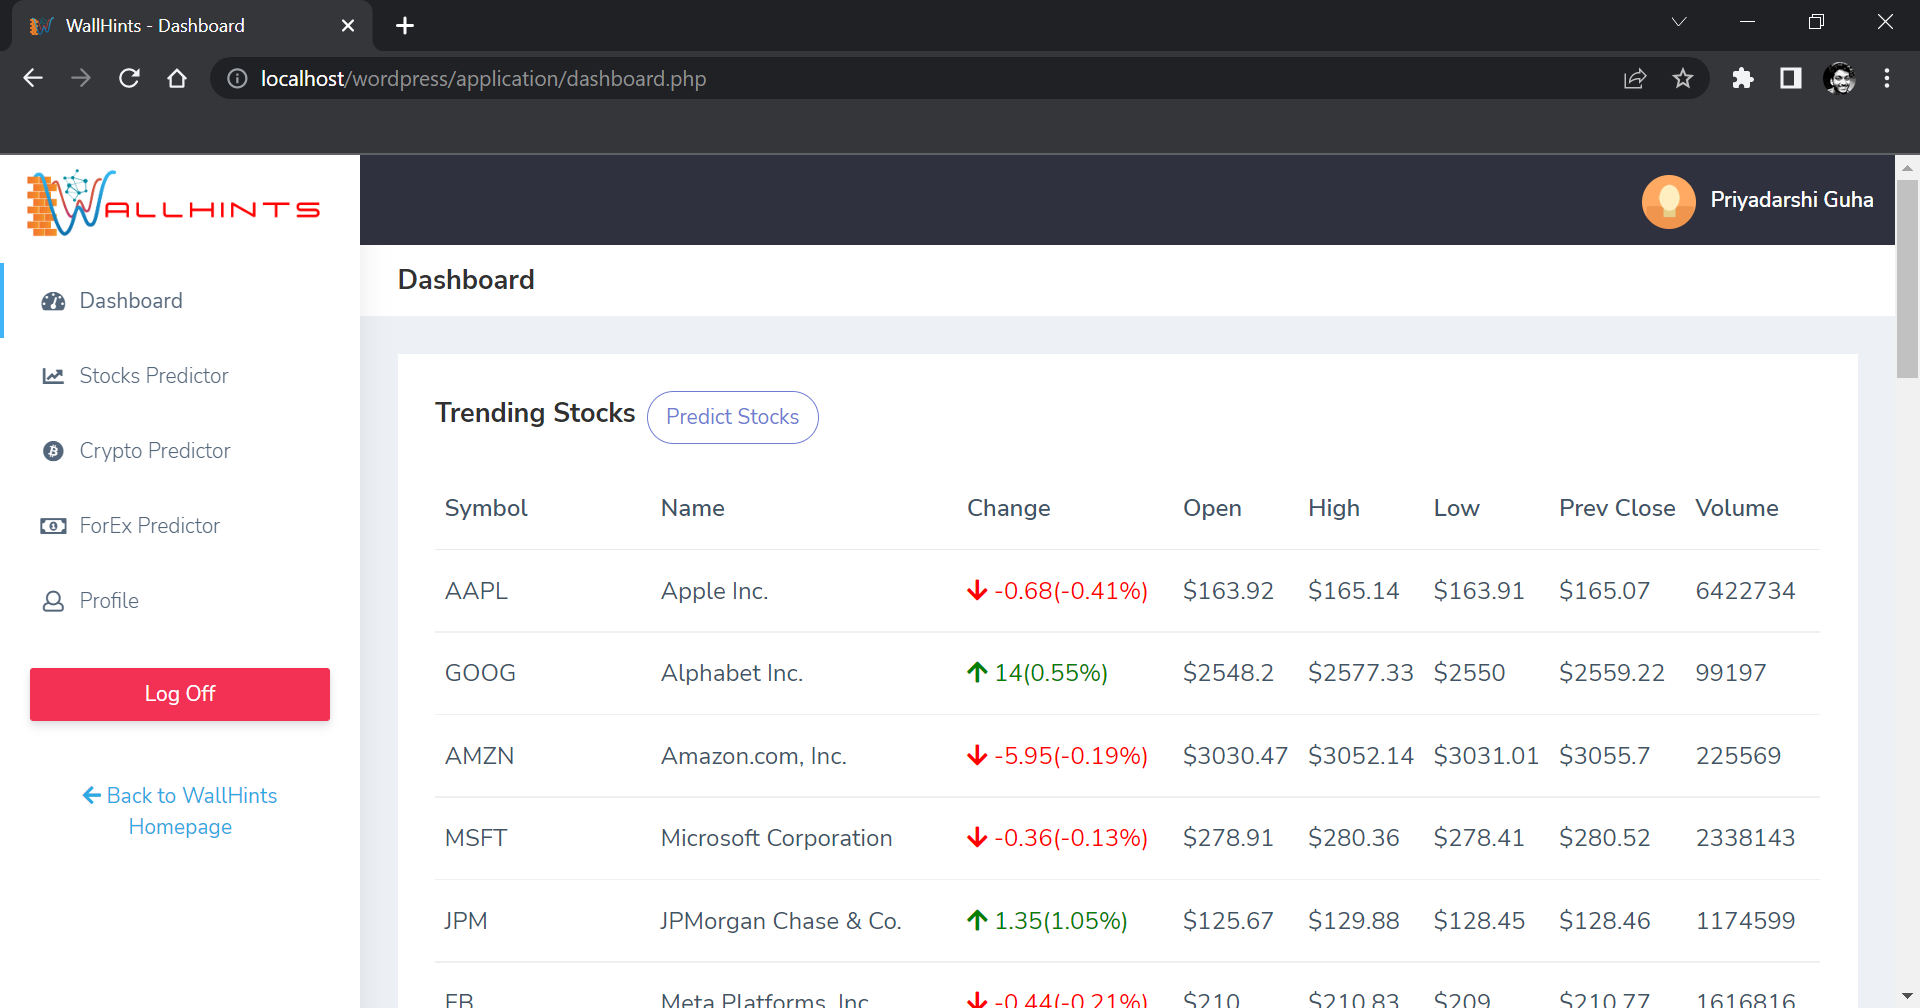 WallHints - Dashboard
localhost/wordpress/application/dashboard.php
WALLHINTS
Priyadarshi Guha
Dashboard
Dashboard
Stocks Predictor
Crypto Predictor
ForEx Predictor
Profile
Log Off
Back to WallHints
Homepage
Trending Stocks Predict Stocks
Symbol Name Change Open High Low Prev Close Volume
AAPL Apple Inc. -0.68(-0.41%) $163.92 $165.14 $163.91 $165.07 6422734
GOOG Alphabet Inc. 14(0.55%) $2548.2 $2577.33 $2550 $2559.22 99197
AMZN Amazon.com, Inc. -5.95(-0.19%) $3030.47 $3052.14 $3031.01 $3055.7 225569
MSFT Microsoft Corporation -0.36(-0.13%) $278.91 $280.36 $278.41 $280.52 2338143
JPM JPMorgan Chase & Co. 1.35(1.05%) $125.67 $129.88 $128.45 $128.46 1174599
FB Meta Platforms, Inc. -0.44(-0.21%) $210 $210.83 $209 $210.77 1616816